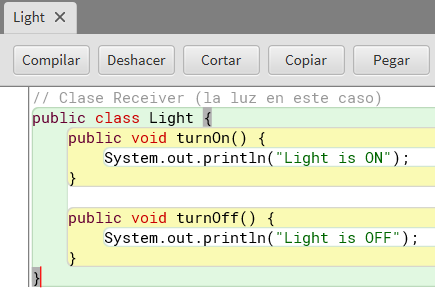 Light ✕
Compilar Deshacer Cortar Copiar Pegar
// Clase Receiver (la luz en este caso)
public class Light {
public void turnOn() {
System.out.println("Light is ON");
}
public void turnOff() {
System.out.println("Light is OFF");
}
}